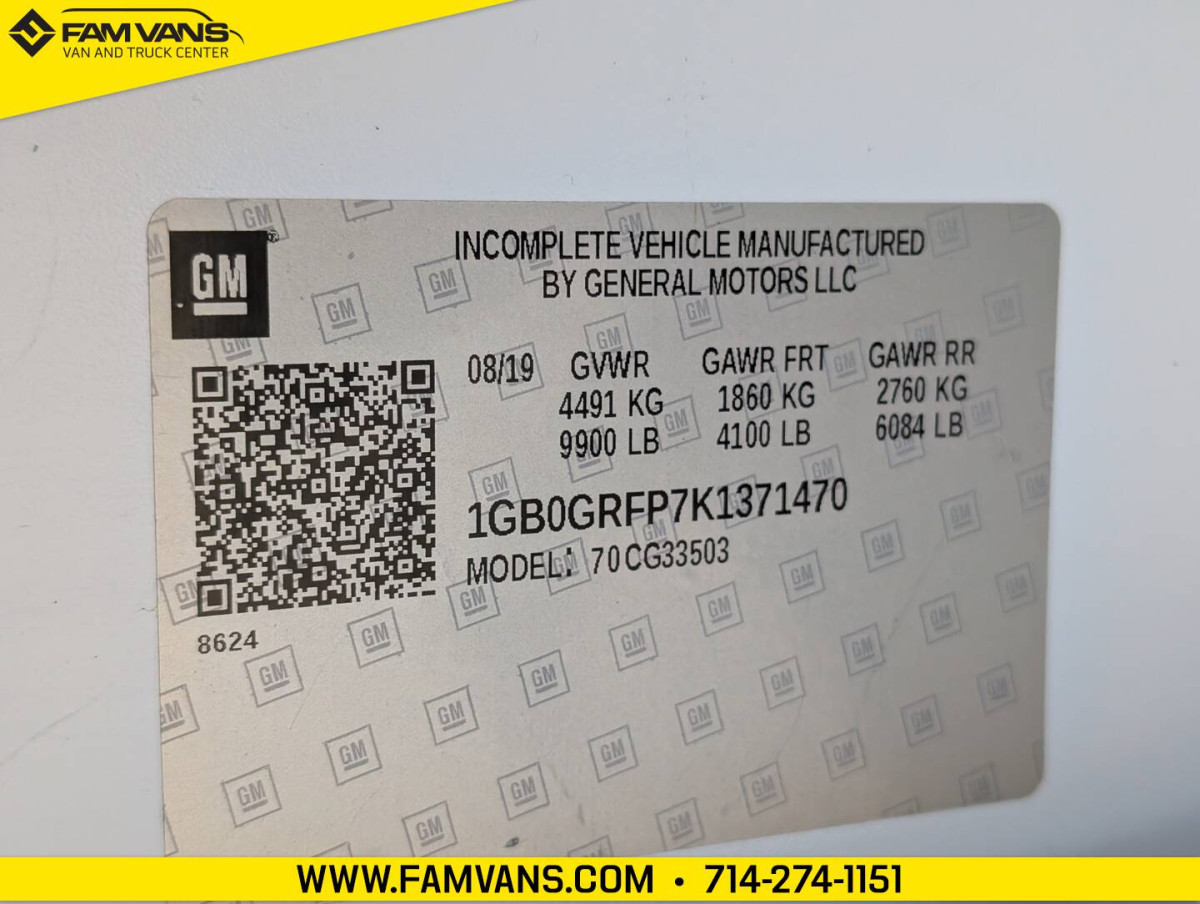 FAM VANS
VAN AND TRUCK CENTER
GM
INCOMPLETE VEHICLE MANUFACTURED
BY GENERAL MOTORS LLC
08/19 GVWR GAWR FRT GAWR RR
4491 KG 1860 KG 2760 KG
9900 LB 4100 LB 6084 LB
1GB0GRFP7K1371470
MODEL: 70CG33503
8624
WWW.FAMVANS.COM • 714-274-1151